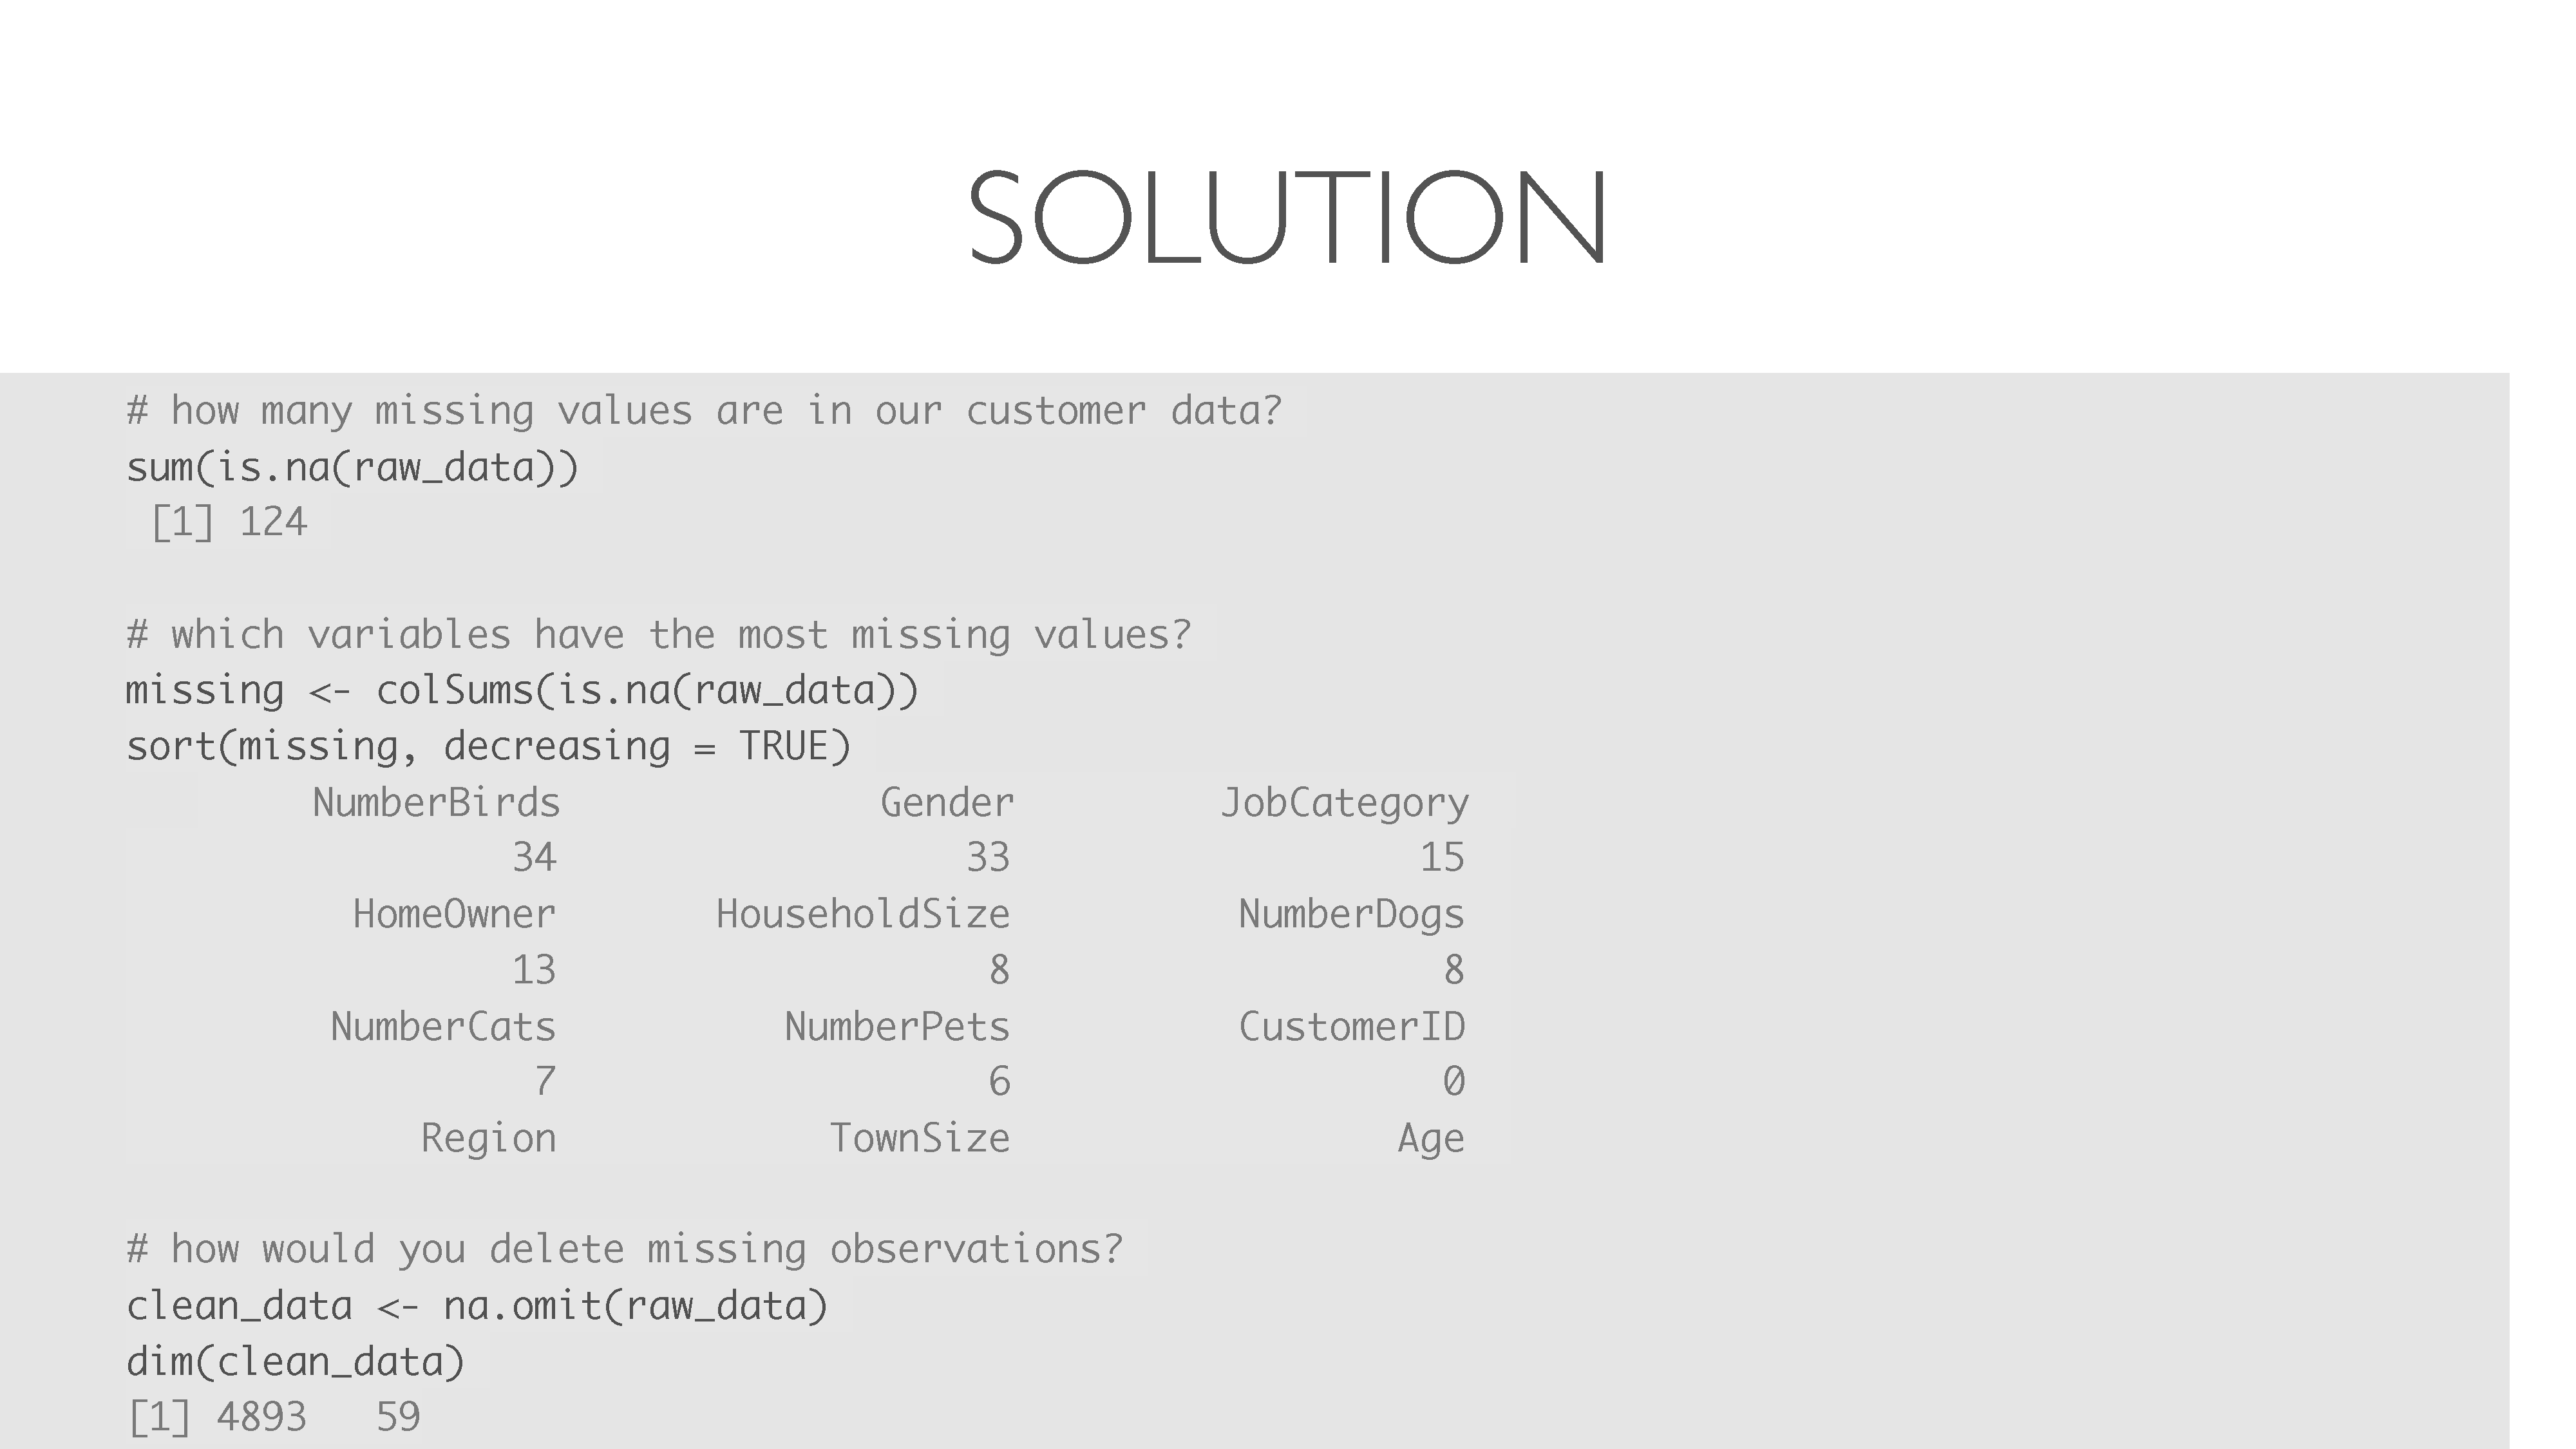 SOLUTION
# how many missing values are in our customer data?
sum(is.na(raw_data))
[1] 124
# which variables have the most missing values?
missing <- colSums(is.na(raw_data))
sort(missing, decreasing = TRUE)
NumberBirds Gender JobCategory
34 33 15
HomeOwner HouseholdSize NumberDogs
13 8 8
NumberCats NumberPets CustomerID
7 6 0
Region TownSize Age
# how would you delete missing observations?
clean_data <- na.omit(raw_data)
dim(clean_data)
[1] 4893 59